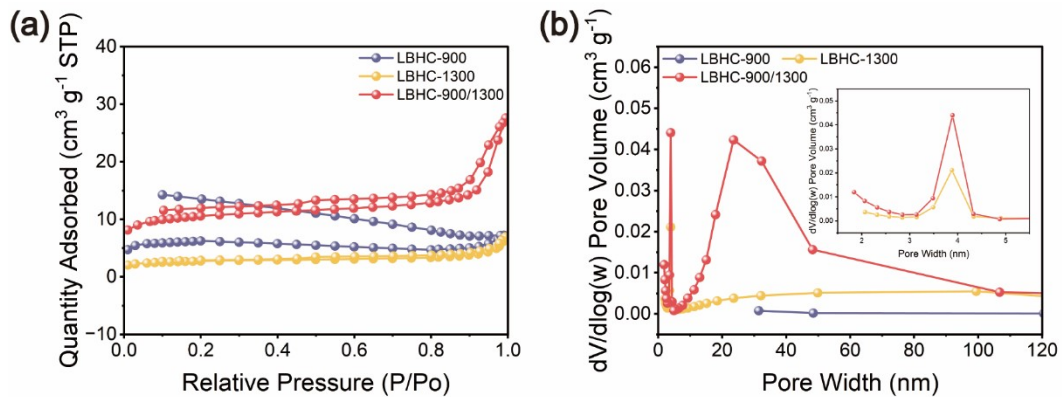 (a)
Quantity Adsorbed (cm³ g⁻¹ STP)
40
30
20
10
0
−10
LBHC-900
LBHC-1300
LBHC-900/1300
0.0 0.2 0.4 0.6 0.8 1.0
Relative Pressure (P/Po)
(b)
dV/dlog(w) Pore Volume (cm³ g⁻¹)
0.06
0.05
0.04
0.03
0.02
0.01
0.00
LBHC-900 LBHC-1300
LBHC-900/1300
dV/dlog(w) Pore Volume (cm³ g⁻¹)
0.05
0.04
0.03
0.02
0.01
0.00
2 3 4 5
Pore Width (nm)
0 20 40 60 80 100 120
Pore Width (nm)